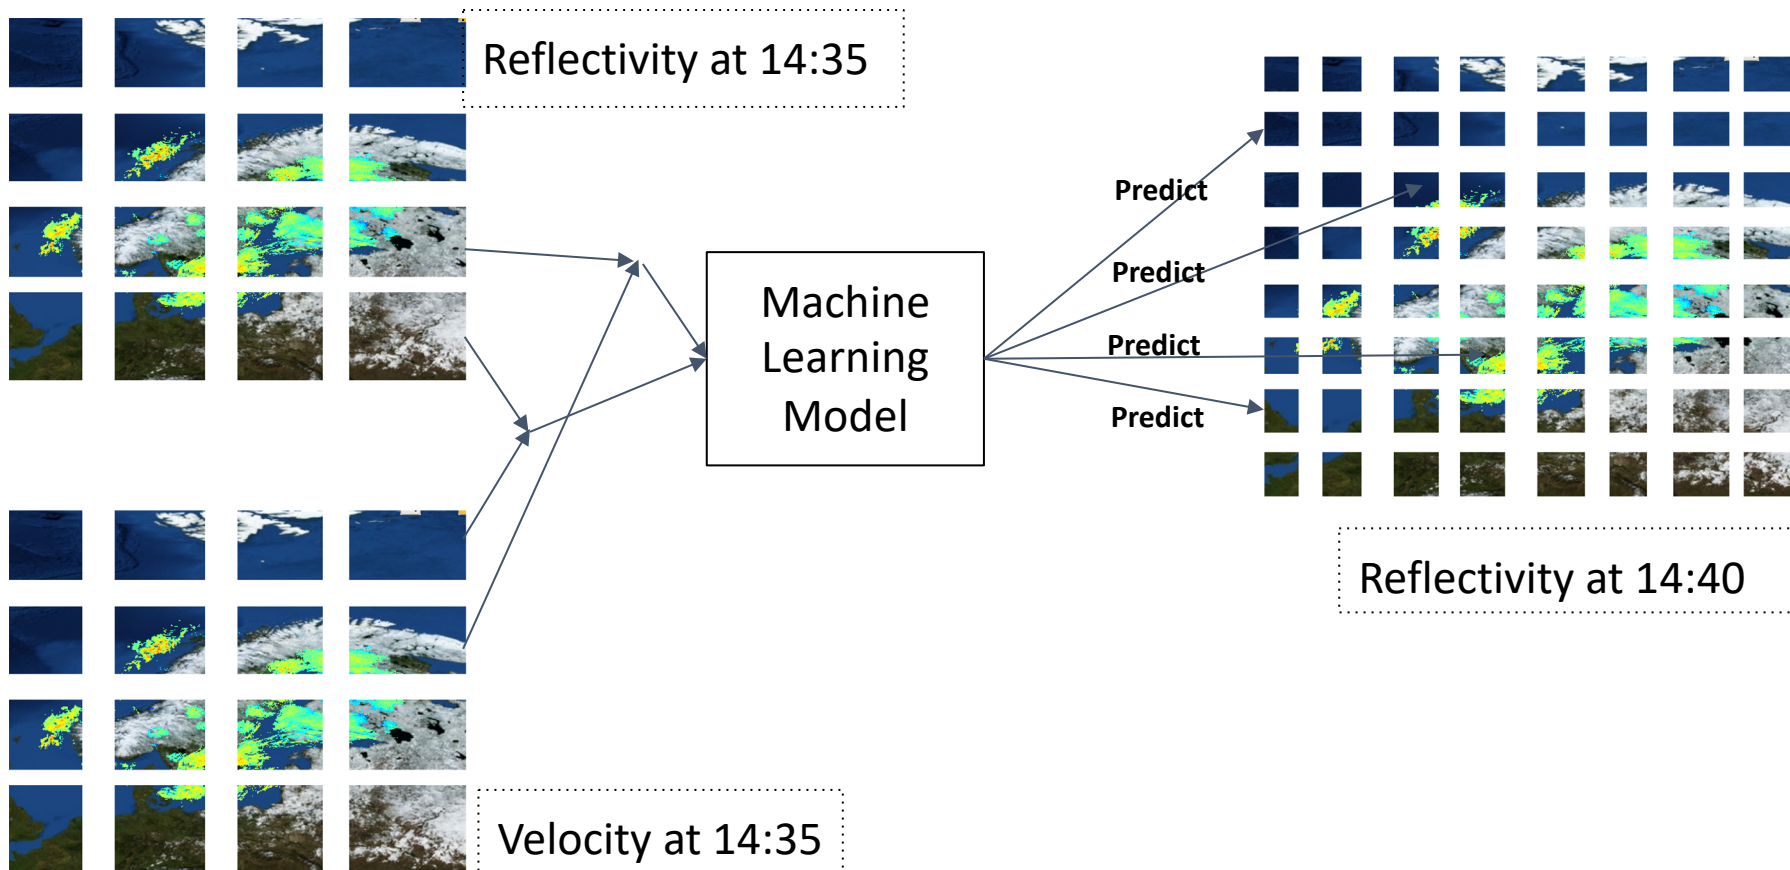 Reflectivity at 14:35
Predict
Predict
Machine
Learning
Model
Predict
Predict
Reflectivity at 14:40
Velocity at 14:35